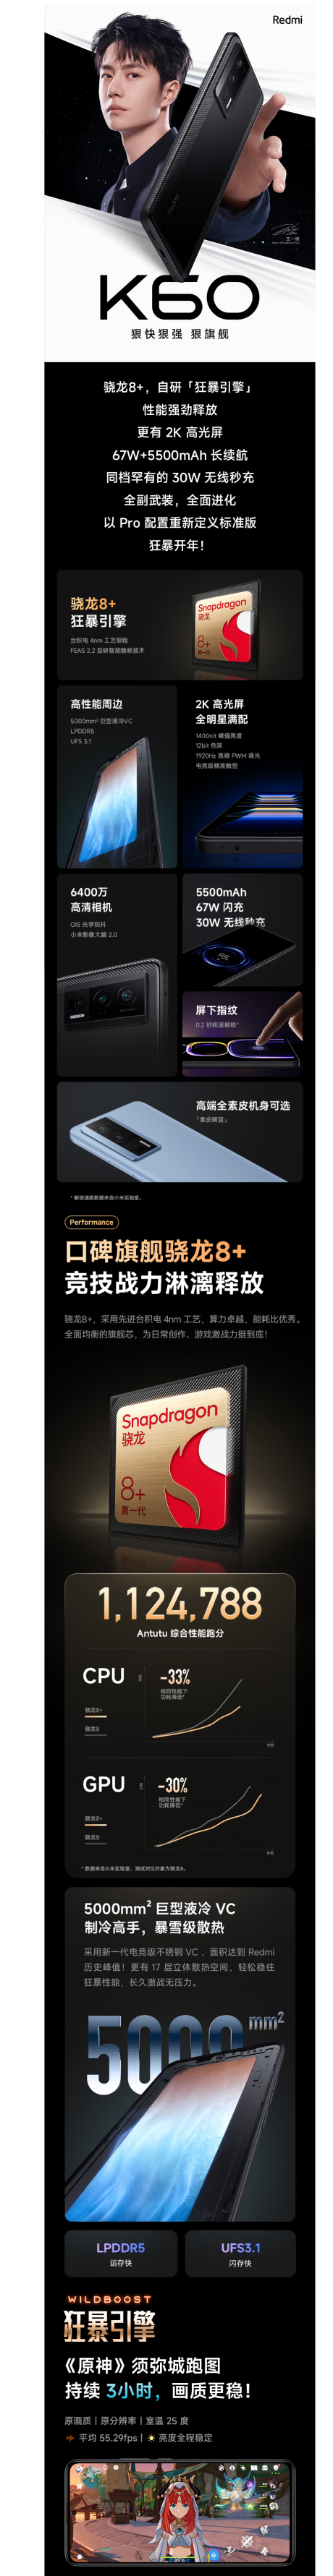 Redmi
王一博
K60
狠快狠强 狠旗舰
骁龙8+，自研「狂暴引擎」
性能强劲释放
更有 2K 高光屏
67W+5500mAh 长续航
同档罕有的 30W 无线秒充
全副武装，全面进化
以 Pro 配置重新定义标准版
狂暴开年！
骁龙8+
狂暴引擎
台积电 4nm 工艺制程
FEAS 2.2 自研智能稳帧技术
Snapdragon
骁龙
8+
第一代
高性能周边
5000mm² 巨型液冷VC
LPDDR5
UFS 3.1
2K 高光屏
全明星满配
1400nit 峰值亮度
12bit 色深
1920Hz 高频 PWM 调光
电竞级精准触控
6400万
高清相机
OIS 光学防抖
小米影像大脑 2.0
5500mAh
67W 闪充
30W 无线秒充
屏下指纹
0.2 秒疾速解锁*
高端全素皮机身可选
「素皮晴蓝」
* 解锁速度数据来自小米实验室。
Performance
口碑旗舰骁龙8+
竞技战力淋漓释放
骁龙8+，采用先进台积电 4nm 工艺，算力卓越，能耗比优秀。
全面均衡的旗舰芯，为日常创作、游戏激战力挺到底！
Snapdragon
骁龙
8+
第一代
1,124,788
Antutu 综合性能跑分
CPU
-33%
相同性能下
功耗降低*
骁龙8+
骁龙8
性能
GPU
-30%
相同性能下
功耗降低*
骁龙8+
骁龙8
性能
* 数据来自小米实验室，测试对比对象为骁龙8。
5000mm² 巨型液冷 VC
制冷高手，暴雪级散热
采用新一代电竞级不锈钢 VC ，面积达到 Redmi
历史峰值！更有 17 层立体散热空间，轻松稳住
狂暴性能，长久激战无压力。
5000mm²
LPDDR5
运存快
UFS3.1
闪存快
WILDBOOST
狂暴引擎
《原神》须弥城跑图
持续 3小时，画质更稳！
原画质丨原分辨率丨室温 25 度
平均 55.29fps丨亮度全程稳定